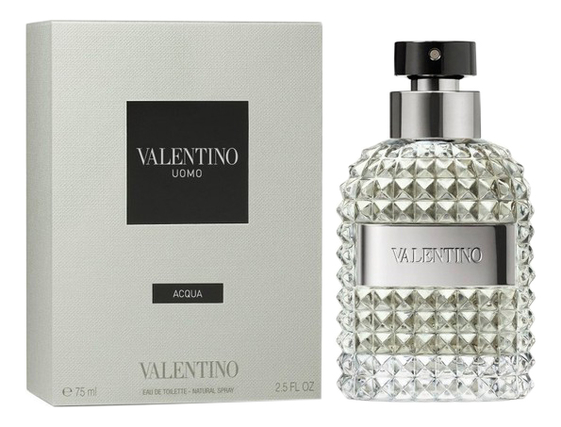 VALENTINO
UOMO
ACQUA
VALENTINO
℮ 75 ml
EAU DE TOILETTE - NATURAL SPRAY
2,5 FL OZ
VALENTINO